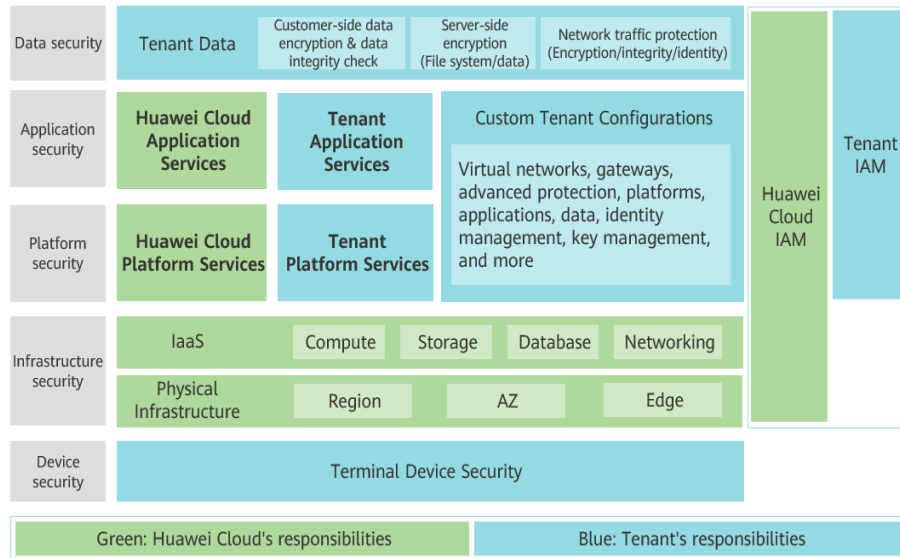 Data security
Tenant Data
Customer-side data
encryption & data
integrity check
Server-side
encryption
(File system/data)
Network traffic protection
(Encryption/integrity/identity)
Application
security
Huawei Cloud
Application
Services
Tenant
Application
Services
Custom Tenant Configurations
Virtual networks, gateways,
advanced protection, platforms,
applications, data, identity
management, key management,
and more
Platform
security
Huawei Cloud
Platform Services
Tenant
Platform Services
Huawei
Cloud
IAM
Tenant
IAM
Infrastructure
security
IaaS
Compute
Storage
Database
Networking
Physical
Infrastructure
Region
AZ
Edge
Device
security
Terminal Device Security
Green: Huawei Cloud's responsibilities
Blue: Tenant's responsibilities